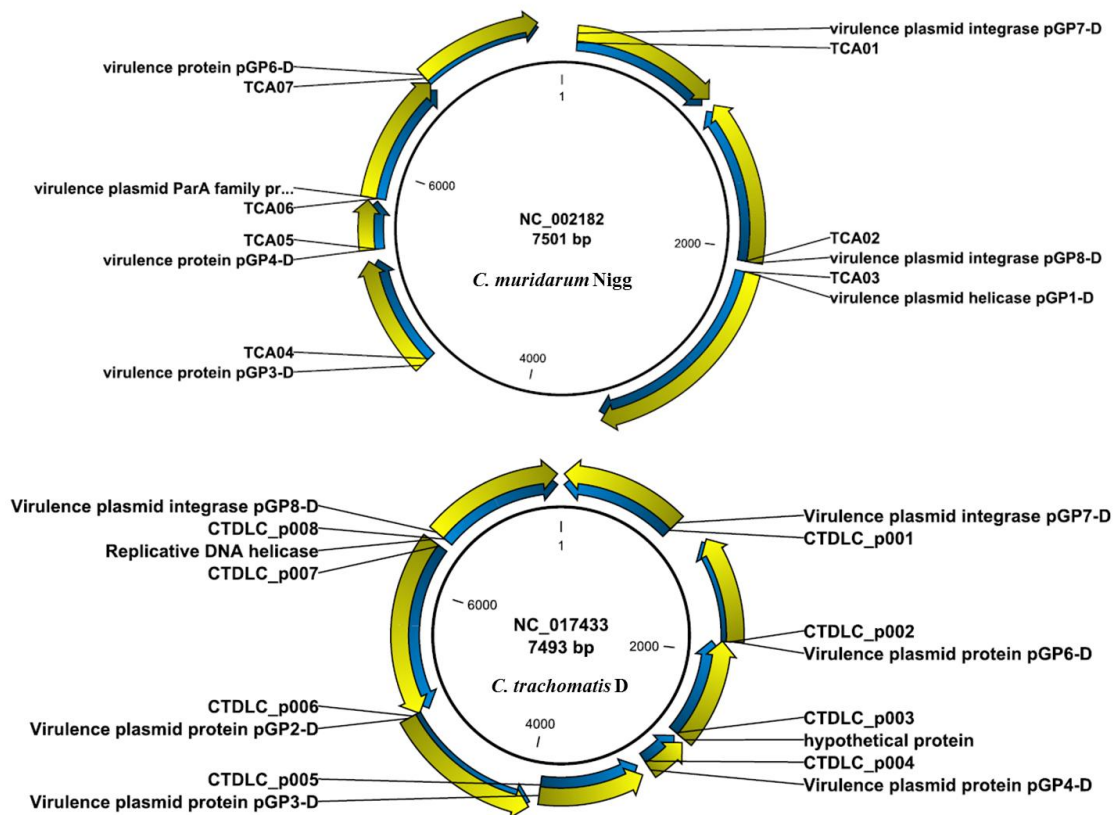 virulence plasmid integrase pGP7-D
TCA01
virulence protein pGP6-D
TCA07
1
virulence plasmid ParA family pr...
TCA06
6000
NC_002182
7501 bp
2000
TCA05
virulence protein pGP4-D
TCA02
virulence plasmid integrase pGP8-D
TCA03
virulence plasmid helicase pGP1-D
C. muridarum Nigg
TCA04
virulence protein pGP3-D
4000
Virulence plasmid integrase pGP8-D
CTDLC_p008
Replicative DNA helicase
CTDLC_p007
Virulence plasmid integrase pGP7-D
CTDLC_p001
1
6000
NC_017433
7493 bp
2000
CTDLC_p002
Virulence plasmid protein pGP6-D
C. trachomatis D
CTDLC_p006
Virulence plasmid protein pGP2-D
CTDLC_p003
hypothetical protein
CTDLC_p004
Virulence plasmid protein pGP4-D
4000
CTDLC_p005
Virulence plasmid protein pGP3-D